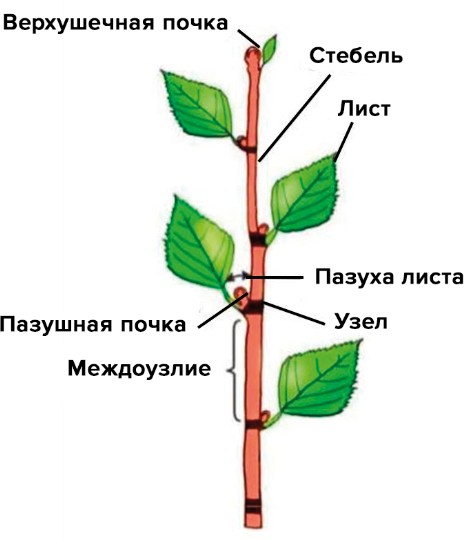 Верхушечная почка
Стебель
Лист
Пазуха листа
Пазушная почка
Узел
Междоузлие